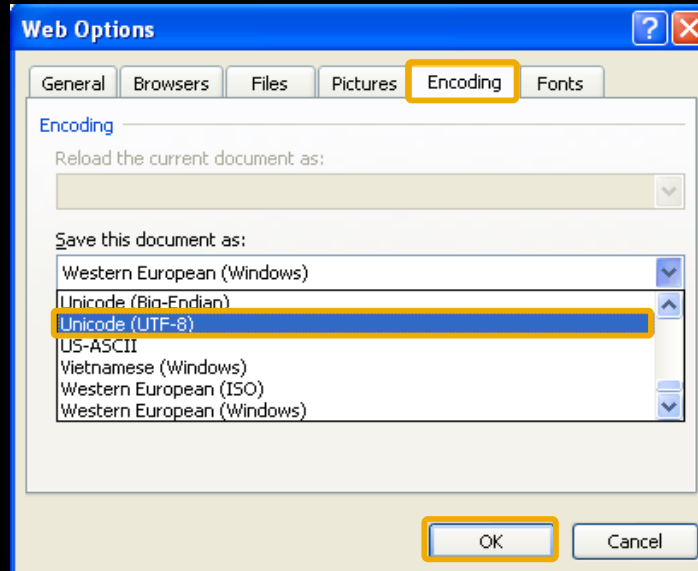 Web Options
General Browsers Files Pictures Encoding Fonts
Encoding
Reload the current document as:
Save this document as:
Western European (Windows)
Unicode (Big-Endian)
Unicode (UTF-8)
US-ASCII
Vietnamese (Windows)
Western European (ISO)
Western European (Windows)
OK Cancel